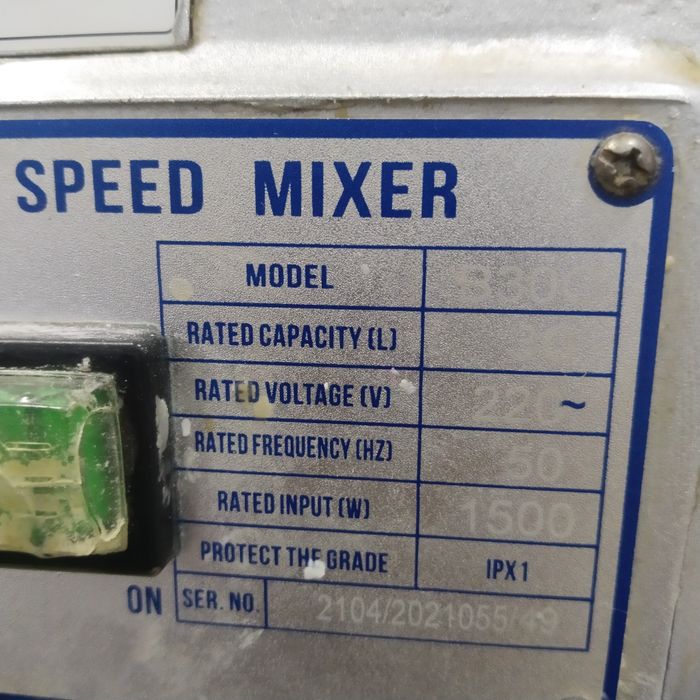 SPEED MIXER
MODEL
RATED CAPACITY (L)
RATED VOLTAGE (V) 220~
RATED FREQUENCY (HZ) 50
RATED INPUT (W) 1500
PROTECT THE GRADE IPX1
ON
SER. NO. 2104/2021055/49